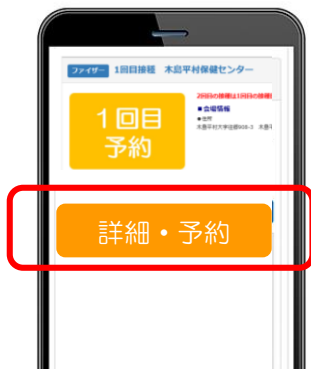 ファイザー 1回目接種 木島平村保健センター
1回目
予約
2回目の接種は1回目の接種
■会場情報
●住所
詳細・予約